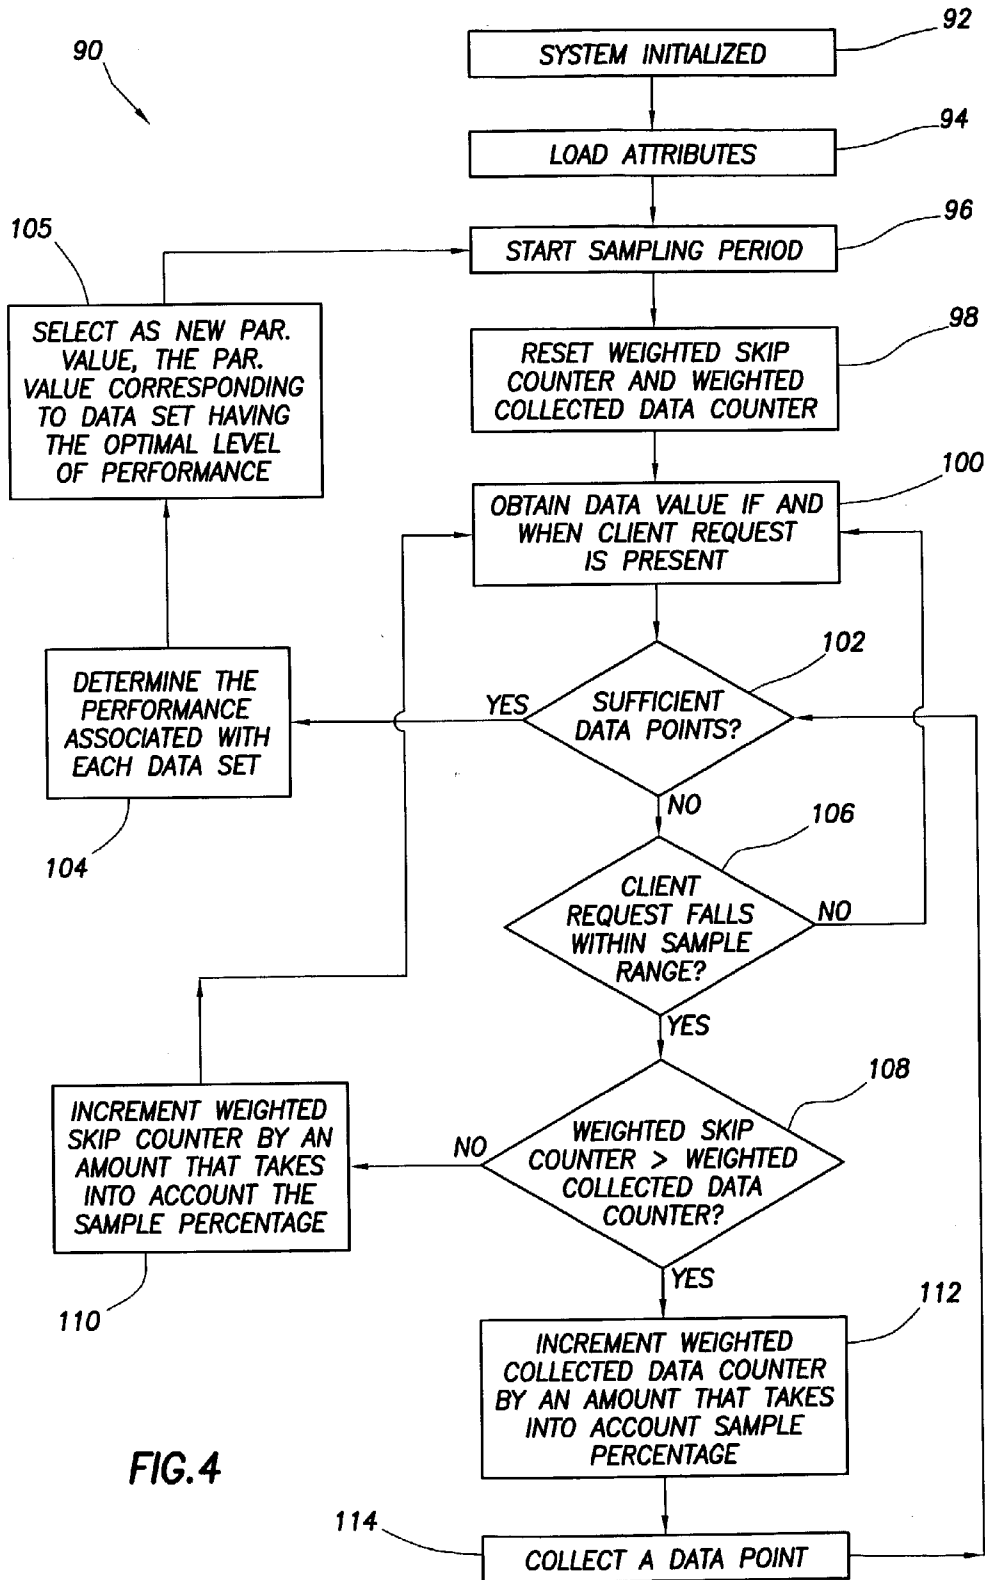 90
92
SYSTEM INITIALIZED
94
LOAD ATTRIBUTES
96
START SAMPLING PERIOD
105
SELECT AS NEW PAR.
VALUE, THE PAR.
VALUE CORRESPONDING
TO DATA SET HAVING
THE OPTIMAL LEVEL
OF PERFORMANCE
98
RESET WEIGHTED SKIP
COUNTER AND WEIGHTED
COLLECTED DATA COUNTER
100
OBTAIN DATA VALUE IF AND
WHEN CLIENT REQUEST
IS PRESENT
102
SUFFICIENT
DATA POINTS?
YES
NO
DETERMINE THE
PERFORMANCE
ASSOCIATED WITH
EACH DATA SET
104
106
CLIENT
REQUEST FALLS
WITHIN SAMPLE
RANGE?
NO
YES
108
WEIGHTED SKIP
COUNTER > WEIGHTED
COLLECTED DATA
COUNTER?
NO
YES
INCREMENT WEIGHTED
SKIP COUNTER BY AN
AMOUNT THAT TAKES
INTO ACCOUNT THE
SAMPLE PERCENTAGE
110
112
INCREMENT WEIGHTED
COLLECTED DATA COUNTER
BY AN AMOUNT THAT TAKES
INTO ACCOUNT SAMPLE
PERCENTAGE
114
COLLECT A DATA POINT
FIG.4